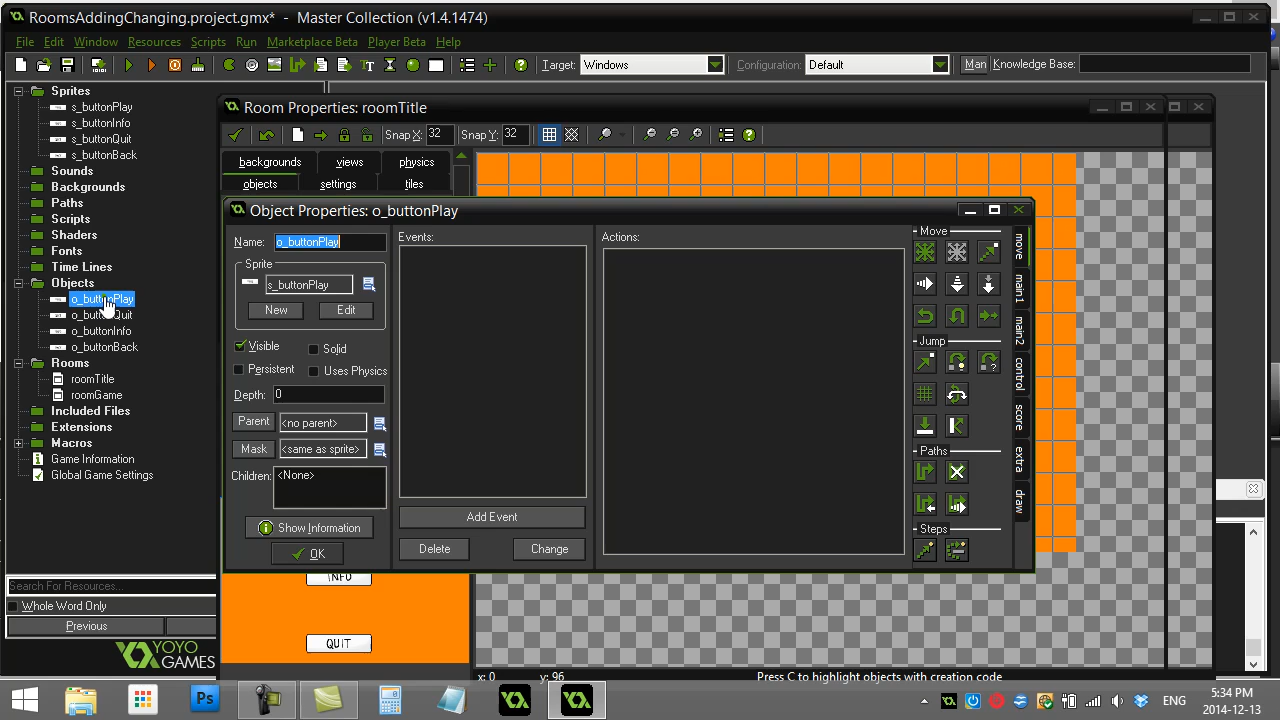 RoomsAddingChanging.project.gmx* - Master Collection (v1.4.1474)
File Edit Window Resources Scripts Run Marketplace Beta Player Beta Help
Target: Windows Configuration: Default Man Knowledge Base:
Sprites
s_buttonPlay
s_buttonInfo
s_buttonQuit
s_buttonBack
Sounds
Backgrounds
Paths
Scripts
Shaders
Fonts
Time Lines
Objects
o_buttonPlay
o_buttonQuit
o_buttonInfo
o_buttonBack
Rooms
roomTitle
roomGame
Included Files
Extensions
Macros
Game Information
Global Game Settings
Search For Resources...
Whole Word Only
Previous
YOYO
GAMES
Room Properties: roomTitle
Snap X: 32 Snap Y: 32
backgrounds views physics
objects settings tiles
Object Properties: o_buttonPlay
Name: o_buttonPlay
Sprite
s_buttonPlay
New Edit
Visible Solid
Persistent Uses Physics
Depth: 0
Parent <no parent>
Mask <same as sprite>
Children: <None>
Show Information
OK
Events:
Add Event
Delete Change
Actions:
Move
Jump
Paths
Steps
move
main1
main2
control
score
extra
draw
INFO
QUIT
x: 0 y: 96 Press C to highlight objects with creation code
Ps
ENG
5:34 PM
2014-12-13